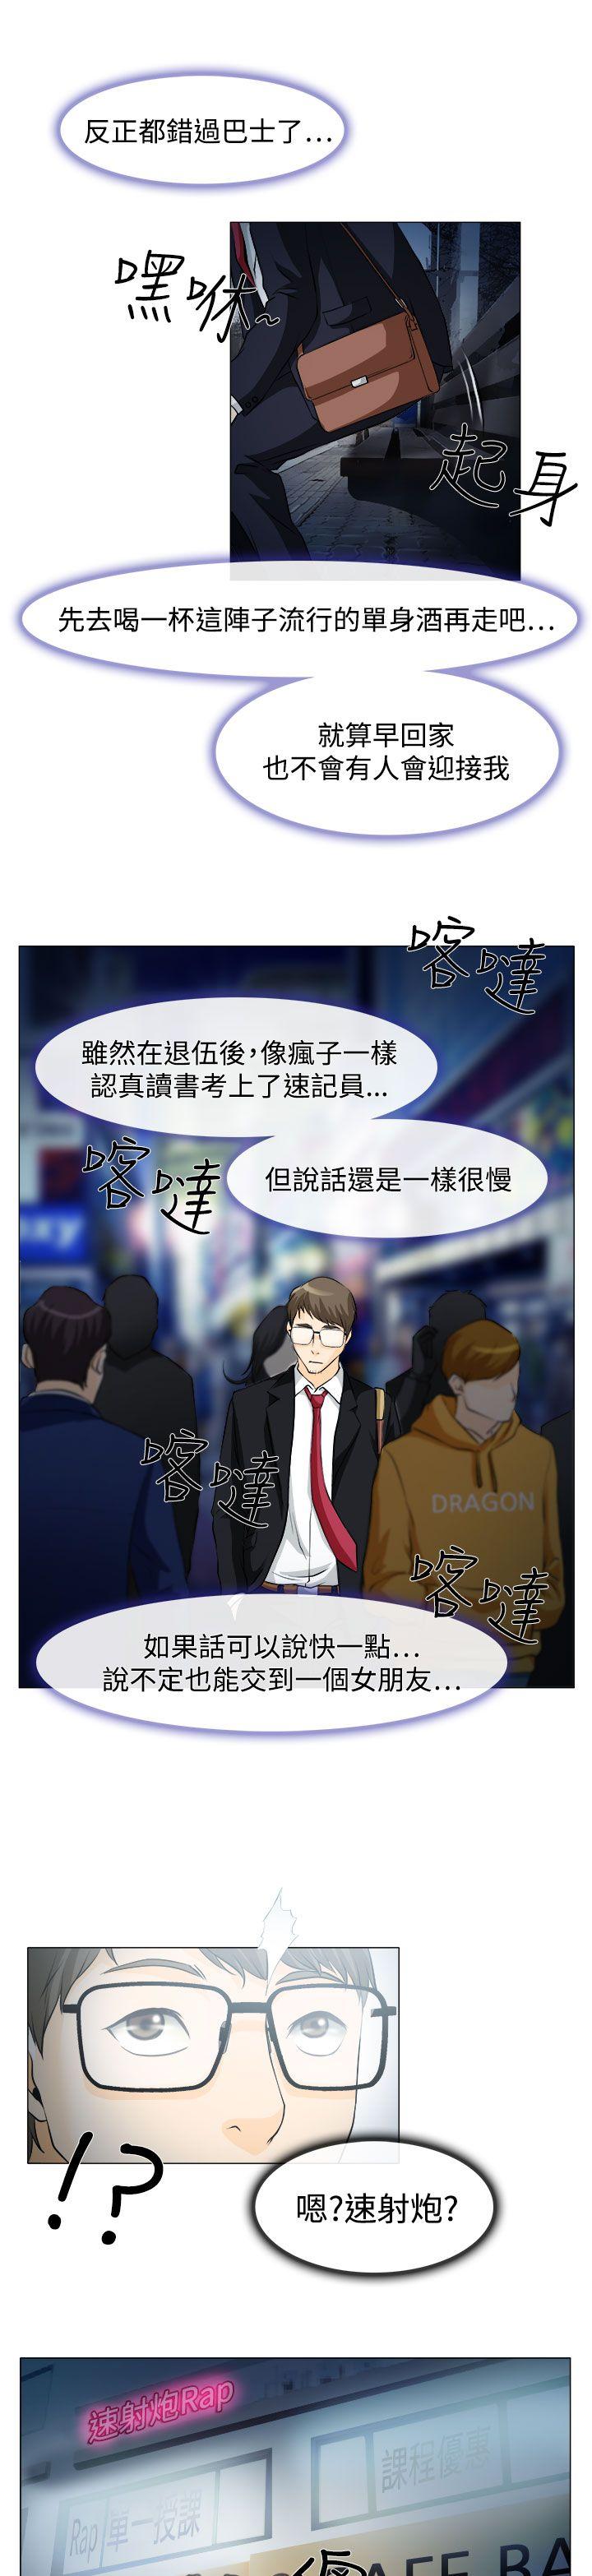 反正都錯過巴士了...
嘿咻~
起身
先去喝一杯這陣子流行的單身酒再走吧...
就算早回家
也不會有人會迎接我
喀噠
雖然在退伍後,像瘋子一樣
認真讀書考上了速記員...
喀噠
但說話還是一樣很慢
DRAGON
喀噠
喀噠
如果話可以說快一點...
說不定也能交到一個女朋友...
!?
嗯?速射炮?
速射炮Rap
課程優惠
Rap 單一授課